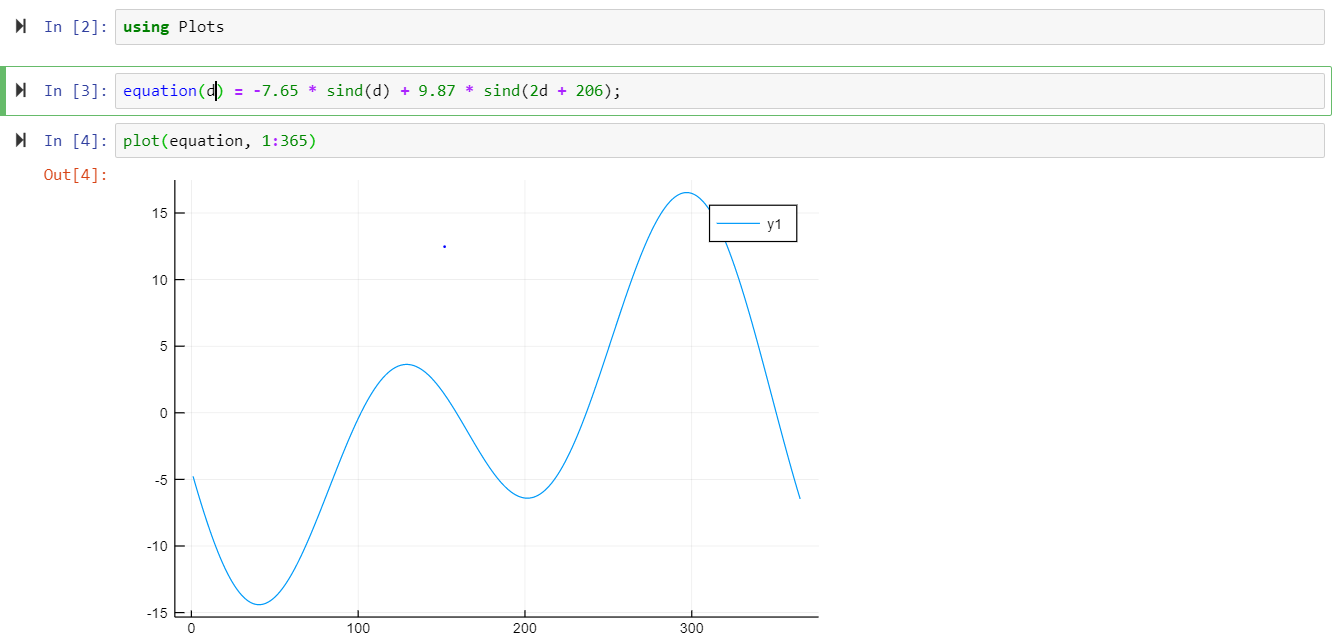 In [2]: using Plots
In [3]: equation(d) = -7.65 * sind(d) + 9.87 * sind(2d + 206);
In [4]: plot(equation, 1:365)
Out[4]:
15
y1
10
5
0
-5
-10
-15
0 100 200 300